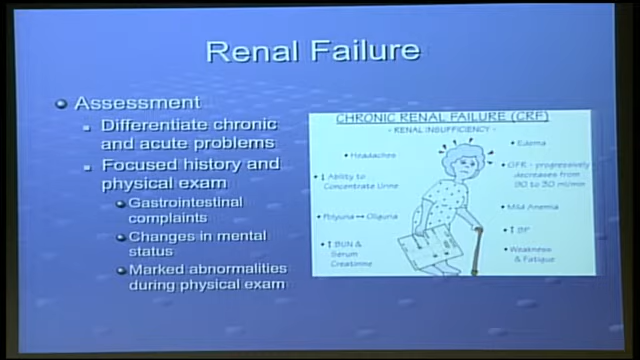 Renal Failure
Assessment
Differentiate chronic
and acute problems
Focused history and
physical exam
Gastrointestinal
complaints
Changes in mental
status
Marked abnormalities
during physical exam
CHRONIC RENAL FAILURE (CRF)
- RENAL INSUFFICIENCY -
• Headaches
• ↓ Ability to
Concentrate Urine
• Polyuria → Oliguria
• ↑ BUN &
Serum
Creatinine
• Edema
• GFR - progressively
decreases from
90 to 30 ml/min
• Mild Anemia
• ↑ BP
• Weakness
& Fatigue